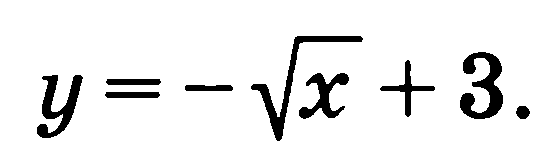 y = −√x + 3.